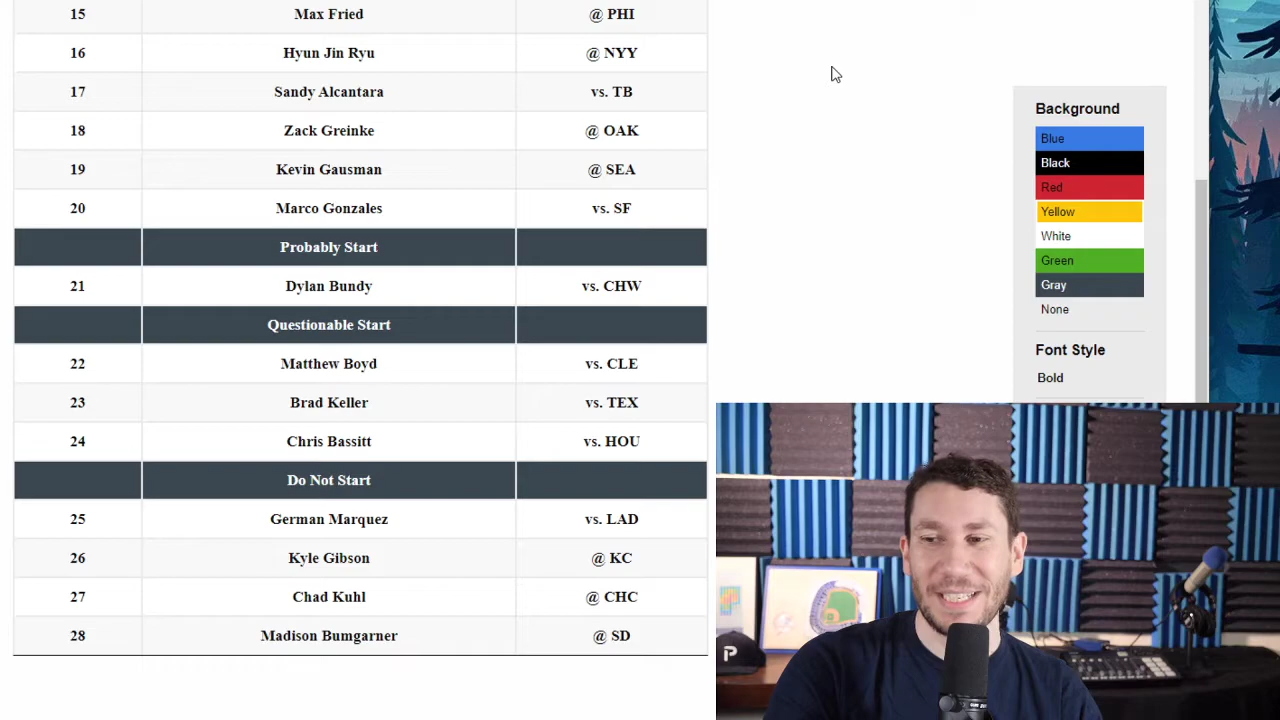 15 Max Fried @ PHI
16 Hyun Jin Ryu @ NYY
17 Sandy Alcantara vs. TB
18 Zack Greinke @ OAK
19 Kevin Gausman @ SEA
20 Marco Gonzales vs. SF
Probably Start
21 Dylan Bundy vs. CHW
Questionable Start
22 Matthew Boyd vs. CLE
23 Brad Keller vs. TEX
24 Chris Bassitt vs. HOU
Do Not Start
25 German Marquez vs. LAD
26 Kyle Gibson @ KC
27 Chad Kuhl @ CHC
28 Madison Bumgarner @ SD
Background
Blue
Black
Red
Yellow
White
Green
Gray
None
Font Style
Bold
P